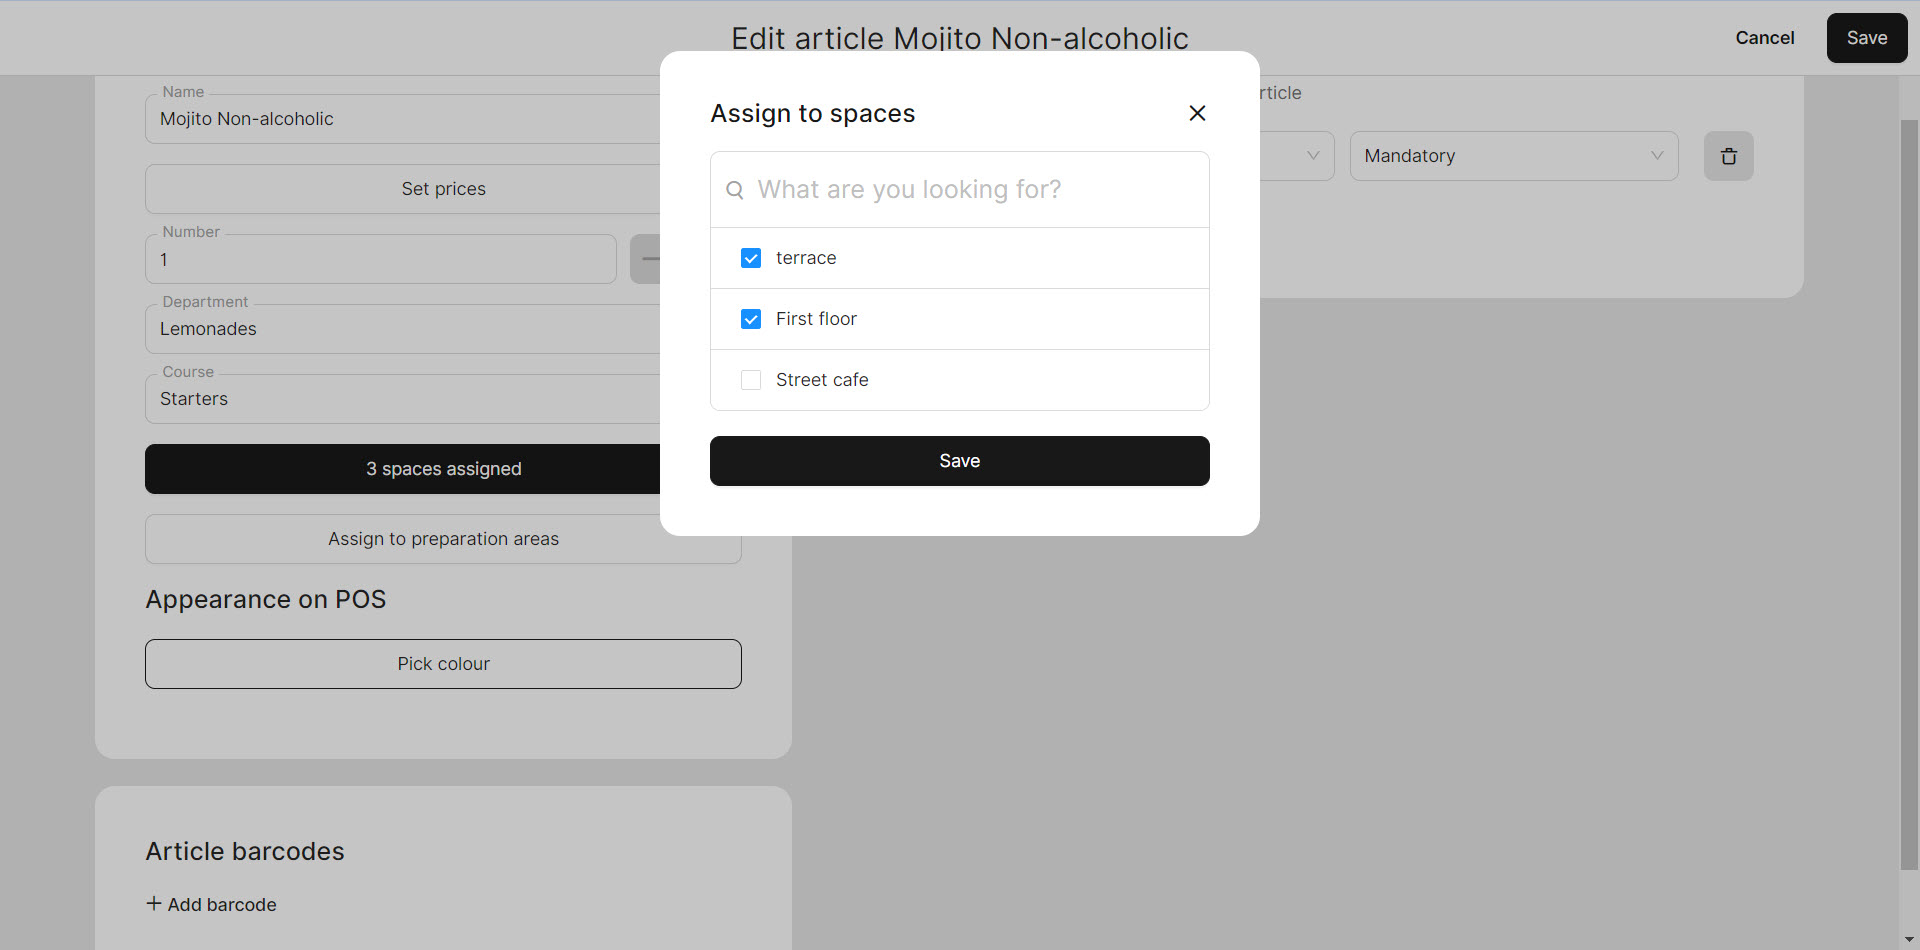 Edit article Mojito Non-alcoholic
Cancel
Save
Name
Mojito Non-alcoholic
Set prices
Number
1
Department
Lemonades
Course
Starters
3 spaces assigned
Assign to preparation areas
Appearance on POS
Pick colour
Article barcodes
+ Add barcode
Assign to spaces
What are you looking for?
terrace
First floor
Street cafe
Save
rticle
Mandatory